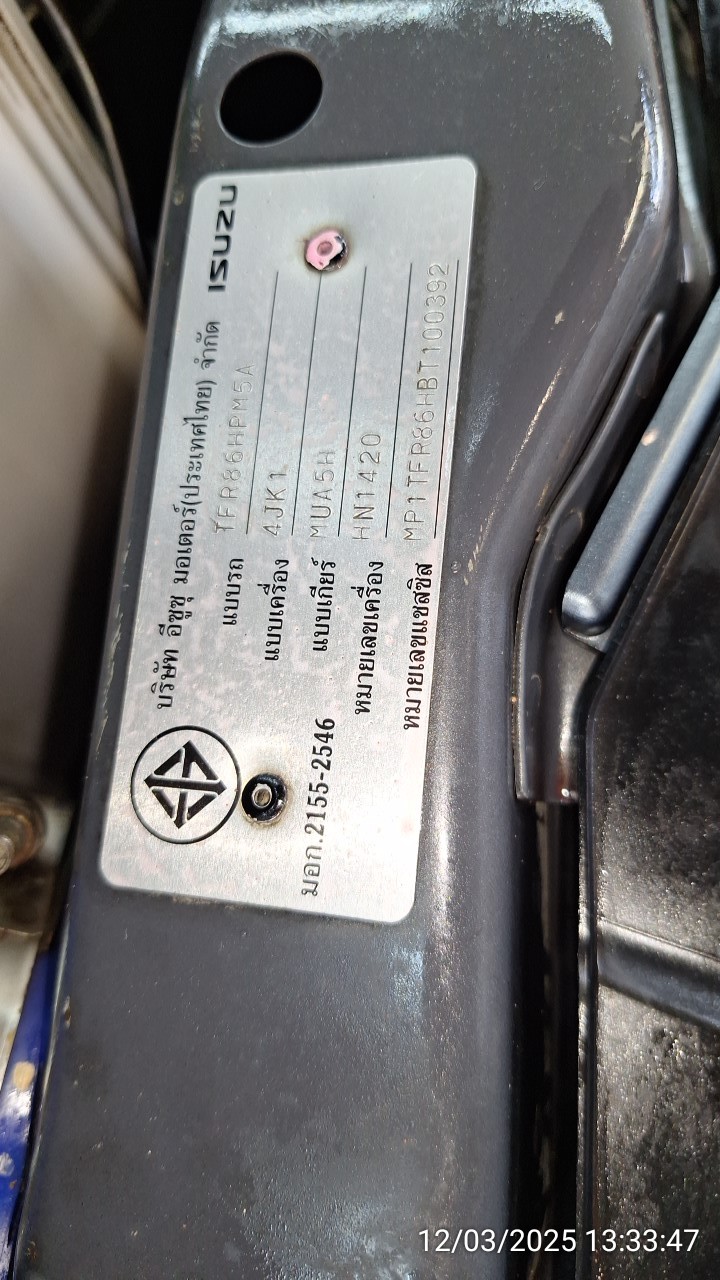 บริษัท อีซูซุ มอเตอร์(ประเทศไทย) จำกัด ISUZU
แบบรถ TFR86HPM5A
แบบเครื่อง 4JK1
แบบเกียร์ MUA5H
หมายเลขเครื่อง HN1420
หมายเลขแชสซิส MP1TFR86HBT100392
มอก.2155-2546
12/03/2025 13:33:47